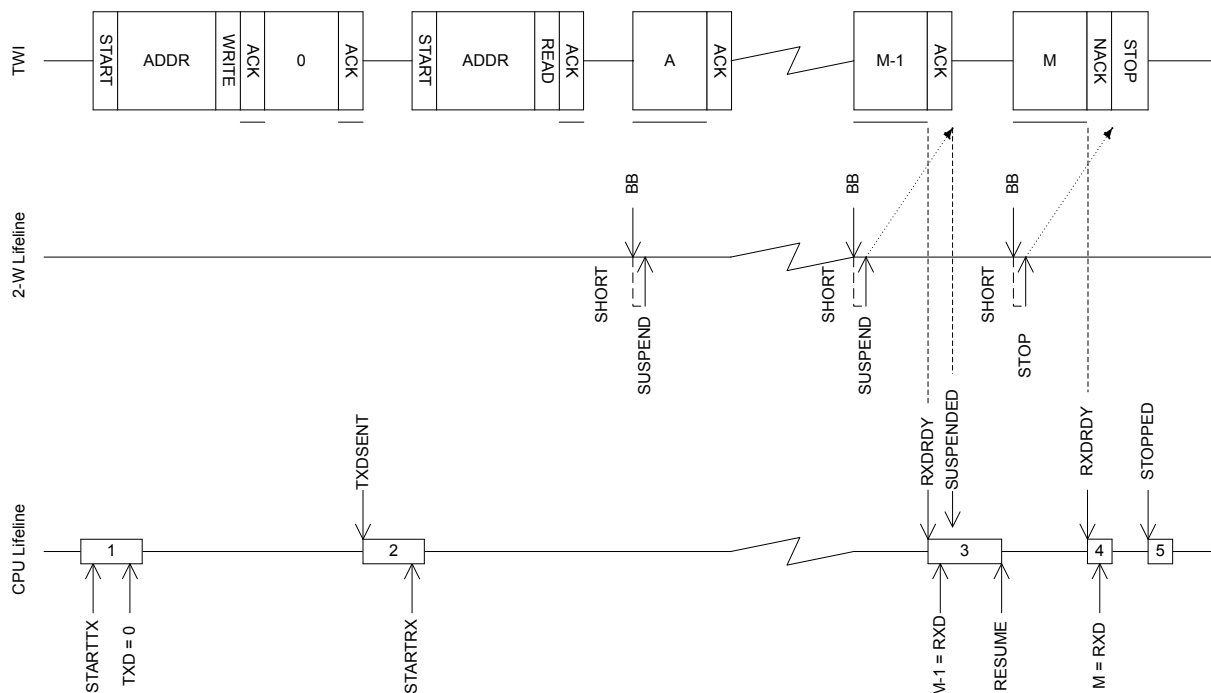 TWI
START
ADDR
WRITE
ACK
0
ACK
START
ADDR
READ
ACK
A
ACK
M-1
ACK
M
NACK
STOP
2-W Lifeline
BB
SHORT
SUSPEND
BB
SHORT
SUSPEND
BB
SHORT
STOP
CPU Lifeline
1
STARTTX
TXD = 0
TXDSENT
2
STARTRX
RXDRDY
SUSPENDED
3
M-1 = RXD
RESUME
RXDRDY
4
M = RXD
STOPPED
5